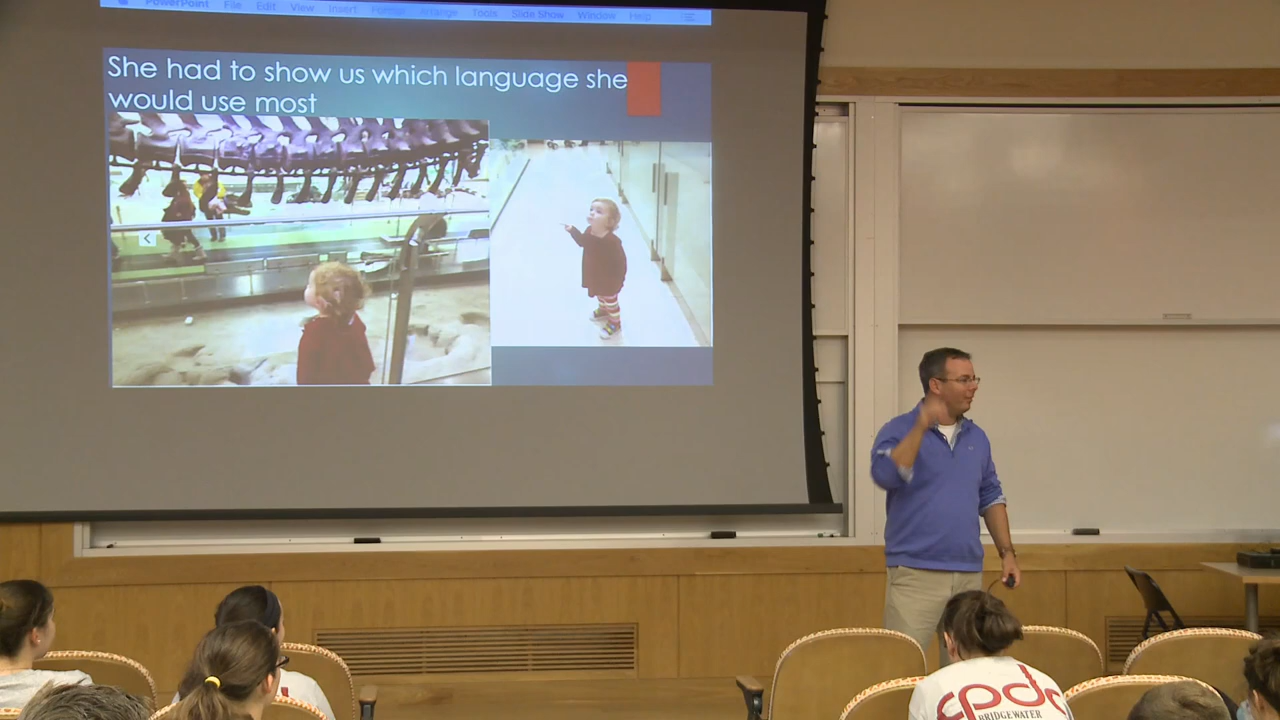 PowerPoint File Edit View Insert Format Arrange Tools Slide Show Window Help
She had to show us which language she
would use most
cpdc
BRIDGEWATER